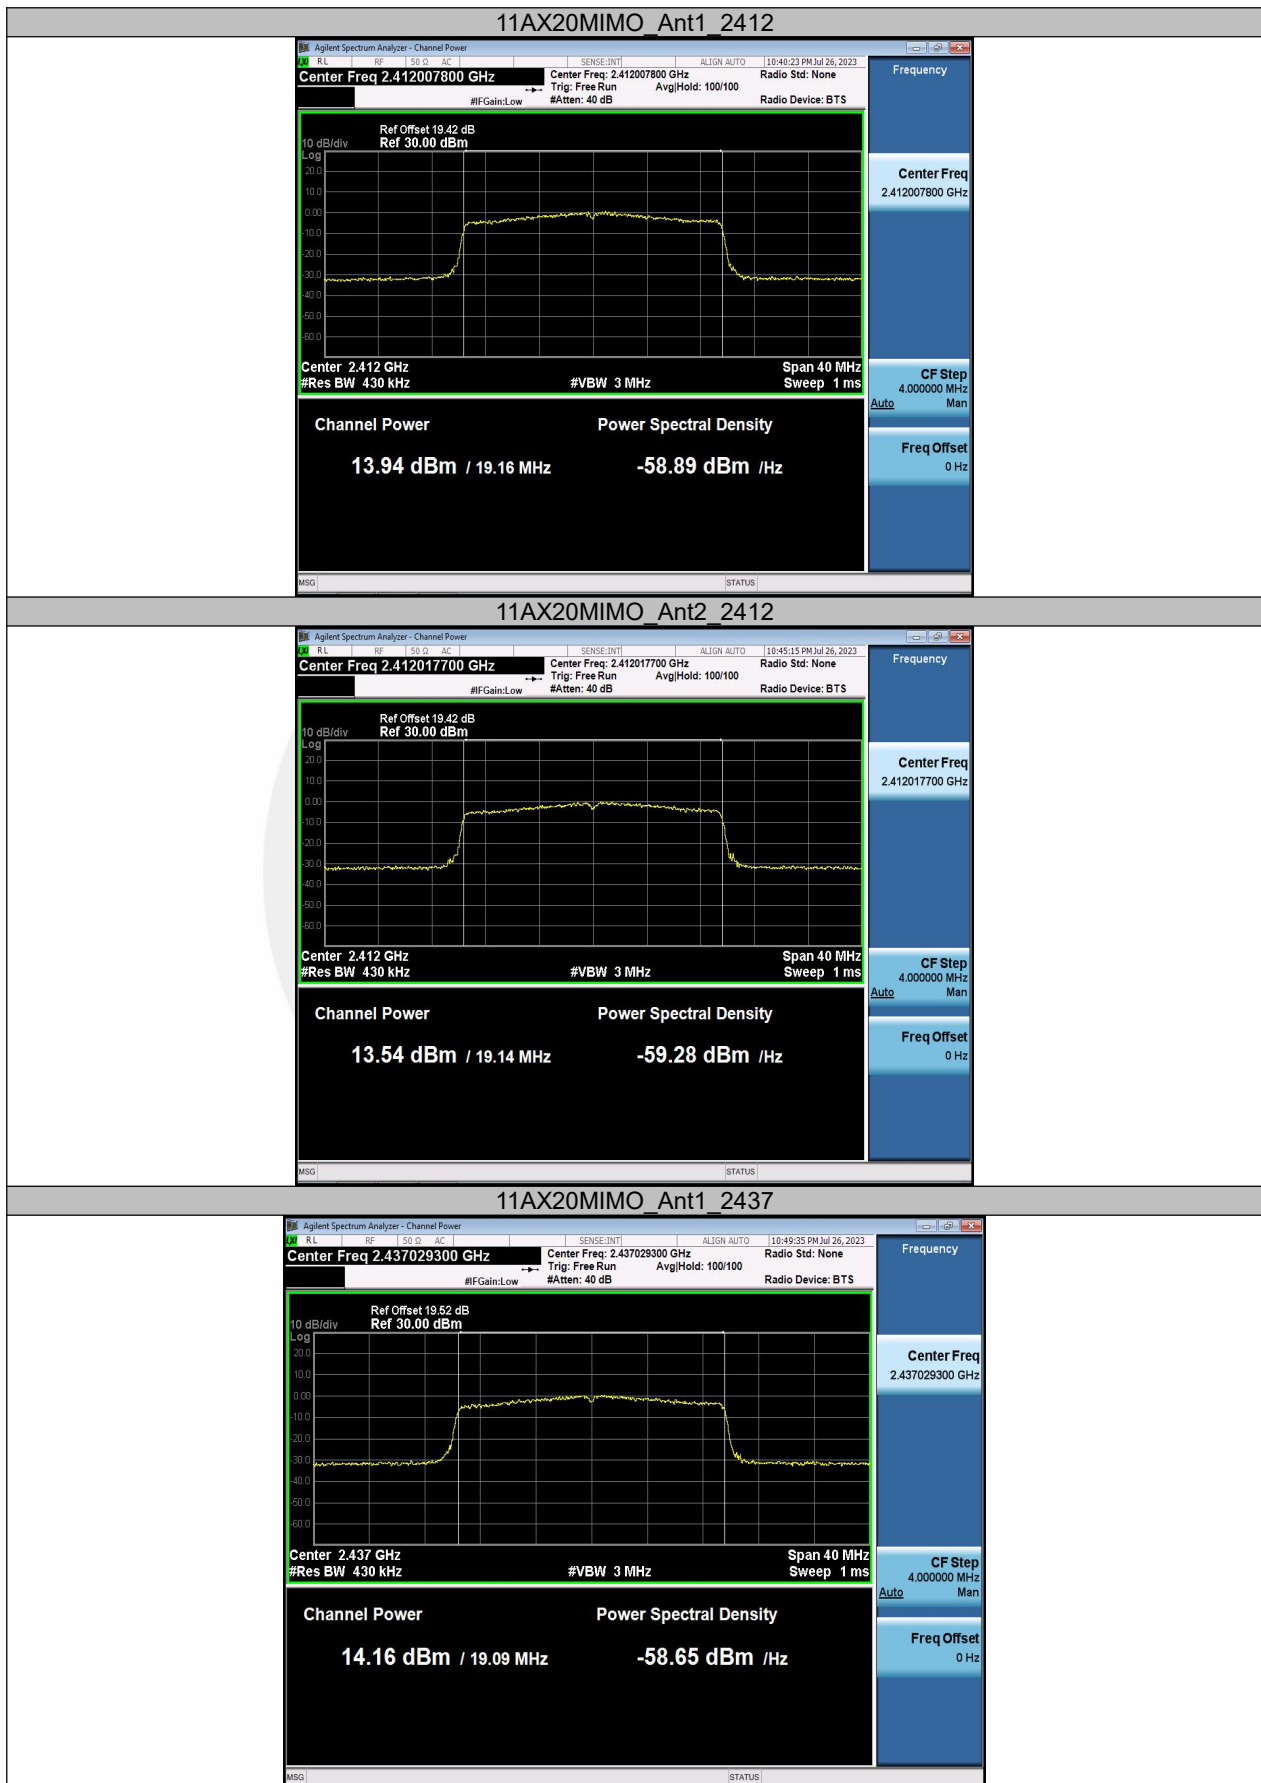 11AX20MIMO_Ant1_2412
Agilent Spectrum Analyzer - Channel Power
LXI RL RF 50 Ω AC SENSE:INT ALIGN AUTO 10:40:23 PM Jul 26, 2023
Center Freq 2.412007800 GHz
Center Freq: 2.412007800 GHz Radio Std: None
Trig: Free Run Avg|Hold: 100/100
#IFGain:Low #Atten: 40 dB Radio Device: BTS
Frequency
Ref Offset 19.42 dB
10 dB/div Ref 30.00 dBm
Log
20.0
10.0
0.00
-10.0
-20.0
-30.0
-40.0
-50.0
-60.0
Center 2.412 GHz Span 40 MHz
#Res BW 430 kHz #VBW 3 MHz Sweep 1 ms
Center Freq
2.412007800 GHz
CF Step
4.000000 MHz
Auto Man
Freq Offset
0 Hz
Channel Power Power Spectral Density
13.94 dBm / 19.16 MHz -58.89 dBm /Hz
MSG STATUS
11AX20MIMO_Ant2_2412
Agilent Spectrum Analyzer - Channel Power
LXI RL RF 50 Ω AC SENSE:INT ALIGN AUTO 10:45:15 PM Jul 26, 2023
Center Freq 2.412017700 GHz
Center Freq: 2.412017700 GHz Radio Std: None
Trig: Free Run Avg|Hold: 100/100
#IFGain:Low #Atten: 40 dB Radio Device: BTS
Frequency
Ref Offset 19.42 dB
10 dB/div Ref 30.00 dBm
Log
20.0
10.0
0.00
-10.0
-20.0
-30.0
-40.0
-50.0
-60.0
Center 2.412 GHz Span 40 MHz
#Res BW 430 kHz #VBW 3 MHz Sweep 1 ms
Center Freq
2.412017700 GHz
CF Step
4.000000 MHz
Auto Man
Freq Offset
0 Hz
Channel Power Power Spectral Density
13.54 dBm / 19.14 MHz -59.28 dBm /Hz
MSG STATUS
11AX20MIMO_Ant1_2437
Agilent Spectrum Analyzer - Channel Power
LXI RL RF 50 Ω AC SENSE:INT ALIGN AUTO 10:49:35 PM Jul 26, 2023
Center Freq 2.437029300 GHz
Center Freq: 2.437029300 GHz Radio Std: None
Trig: Free Run Avg|Hold: 100/100
#IFGain:Low #Atten: 40 dB Radio Device: BTS
Frequency
Ref Offset 19.52 dB
10 dB/div Ref 30.00 dBm
Log
20.0
10.0
0.00
-10.0
-20.0
-30.0
-40.0
-50.0
-60.0
Center 2.437 GHz Span 40 MHz
#Res BW 430 kHz #VBW 3 MHz Sweep 1 ms
Center Freq
2.437029300 GHz
CF Step
4.000000 MHz
Auto Man
Freq Offset
0 Hz
Channel Power Power Spectral Density
14.16 dBm / 19.09 MHz -58.65 dBm /Hz
MSG STATUS